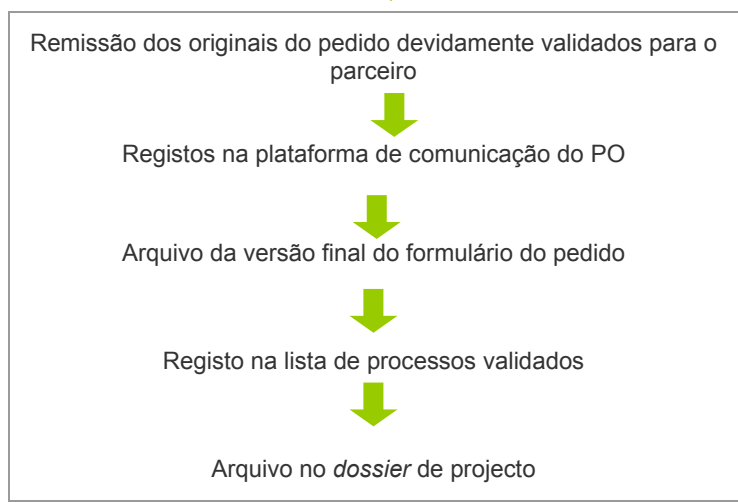 Remissão dos originais do pedido devidamente validados para o
parceiro
Registos na plataforma de comunicação do PO
Arquivo da versão final do formulário do pedido
Registo na lista de processos validados
Arquivo no dossier de projecto